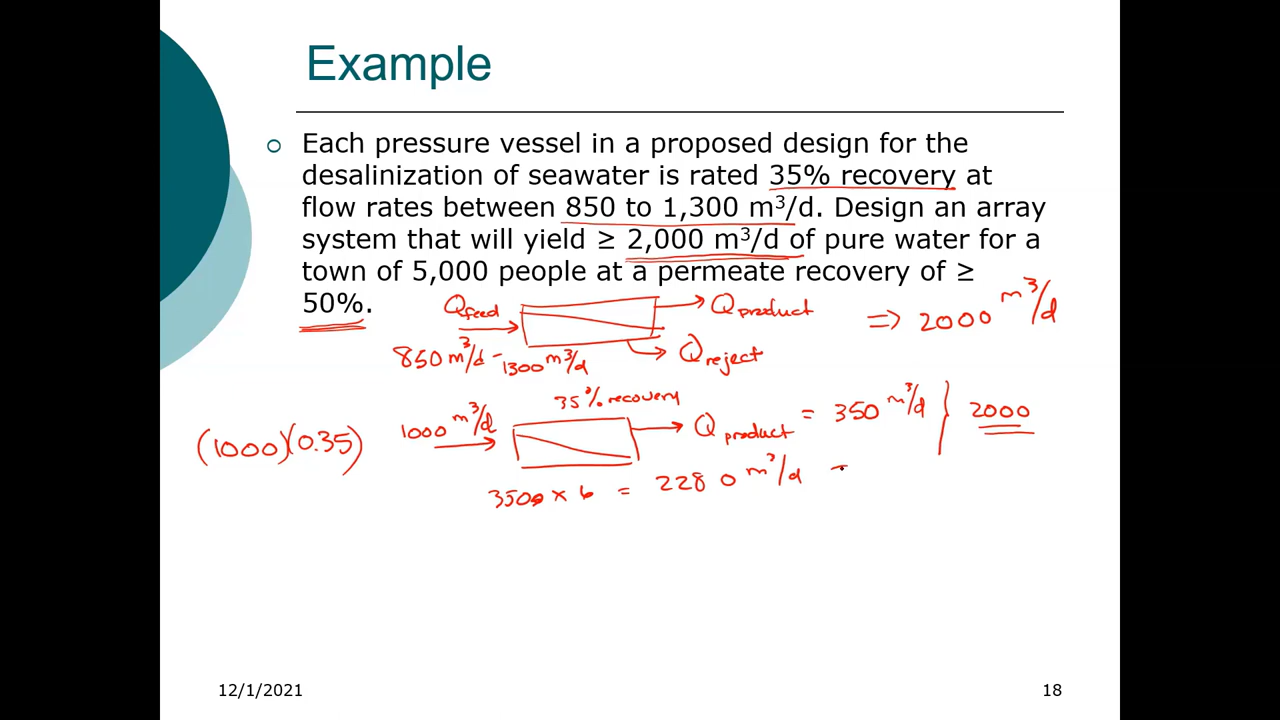 Example
Each pressure vessel in a proposed design for the
desalinization of seawater is rated 35% recovery at
flow rates between 850 to 1,300 m³/d. Design an array
system that will yield ≥ 2,000 m³/d of pure water for a
town of 5,000 people at a permeate recovery of ≥
50%.
Qfeed
Qproduct
⇒ 2000 m³/d
850 m³/d - 1300 m³/d
Qreject
35% recovery
(1000)(0.35)
1000 m³/d
Qproduct = 350 m³/d } 2000
350 x 6 = 2280 m³/d
12/1/2021
18